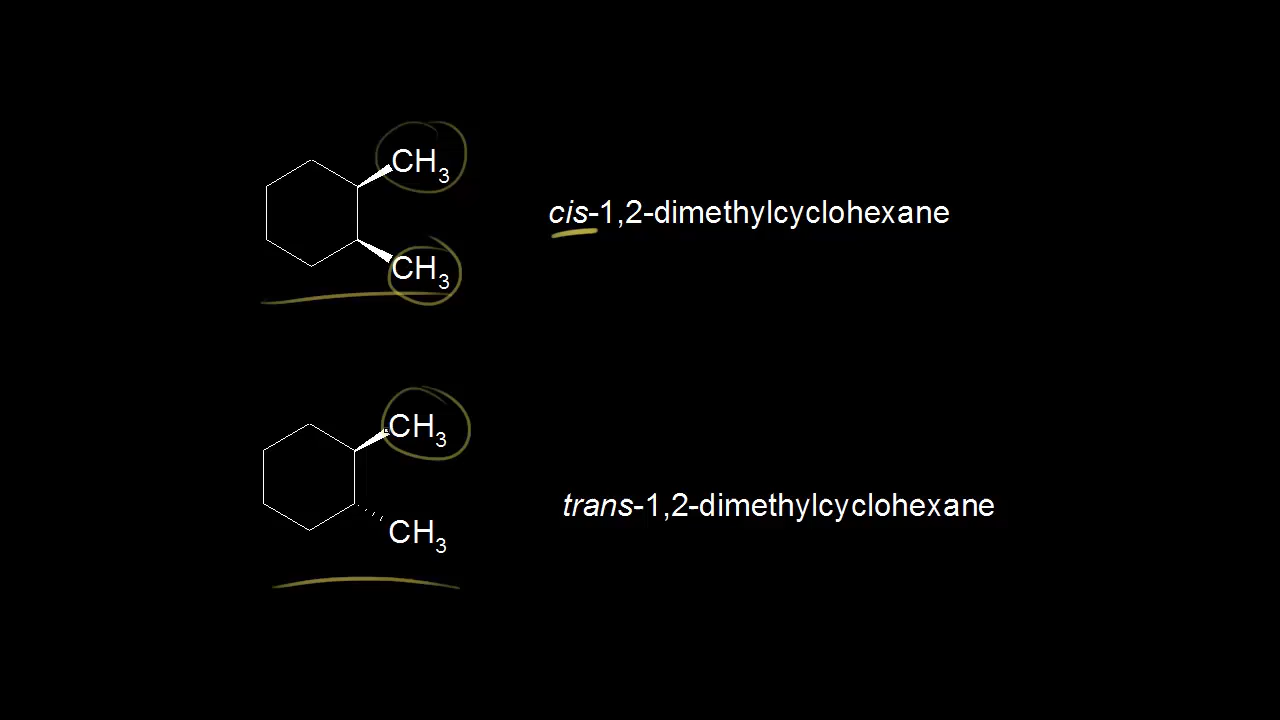 CH3
cis-1,2-dimethylcyclohexane
CH3
CH3
trans-1,2-dimethylcyclohexane
CH3